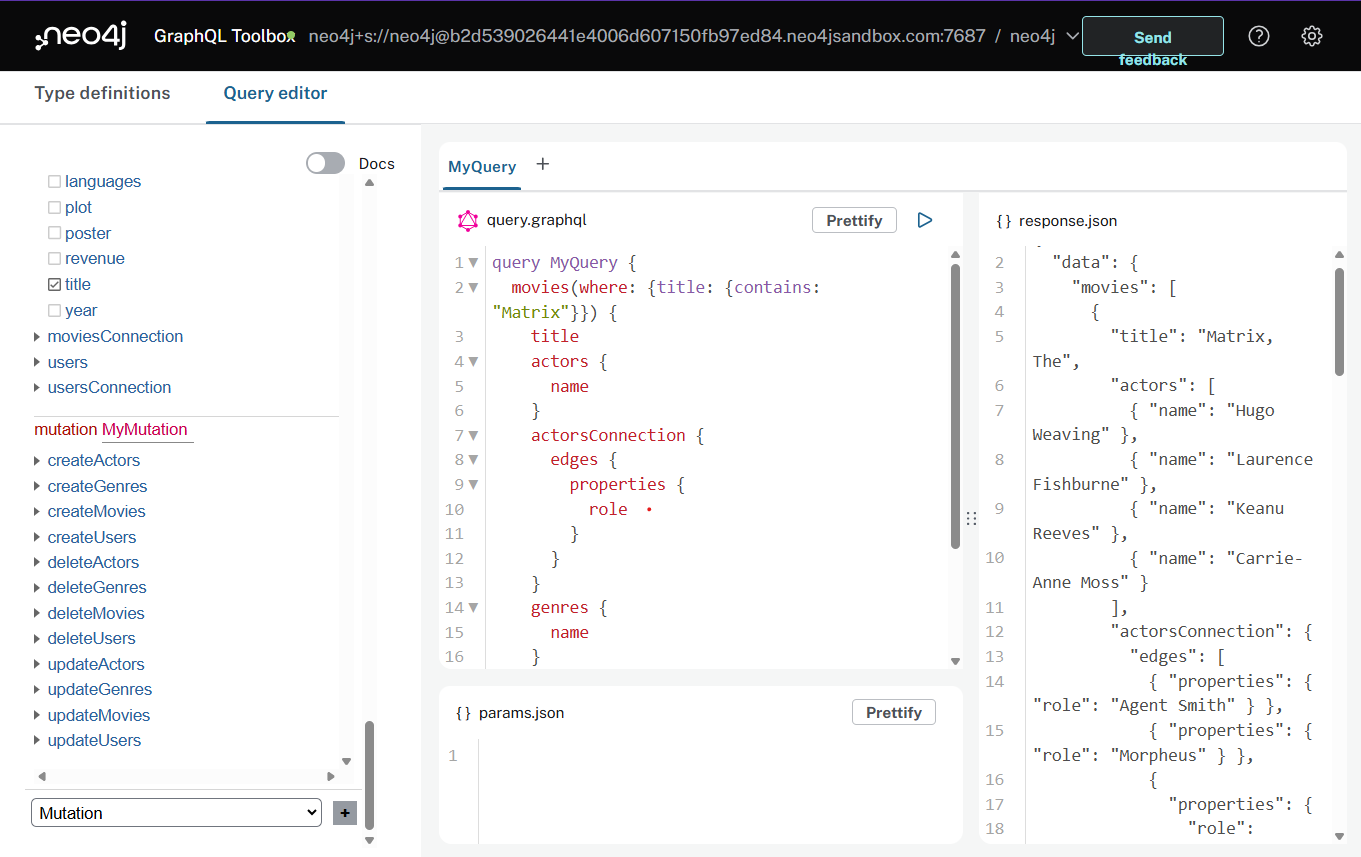 neo4j GraphQL Toolbox neo4j+s://neo4j@b2d539026441e4006d607150fb97ed84.neo4jsandbox.com:7687 / neo4j Send feedback
Type definitions Query editor
Docs
languages
plot
poster
revenue
title
year
moviesConnection
users
usersConnection
mutation MyMutation
createActors
createGenres
createMovies
createUsers
deleteActors
deleteGenres
deleteMovies
deleteUsers
updateActors
updateGenres
updateMovies
updateUsers
Mutation +
MyQuery +
query.graphql Prettify
1 query MyQuery {
2 movies(where: {title: {contains:
"Matrix"}}) {
3 title
4 actors {
5 name
6 }
7 actorsConnection {
8 edges {
9 properties {
10 role
11 }
12 }
13 }
14 genres {
15 name
16 }
{ } params.json Prettify
1
{ } response.json
2 "data": {
3 "movies": [
4 {
5 "title": "Matrix,
The",
6 "actors": [
7 { "name": "Hugo
Weaving" },
8 { "name": "Laurence
Fishburne" },
9 { "name": "Keanu
Reeves" },
10 { "name": "Carrie-
Anne Moss" }
11 ],
12 "actorsConnection": {
13 "edges": [
14 { "properties": {
"role": "Agent Smith" } },
15 { "properties": {
"role": "Morpheus" } },
16 {
17 "properties": {
18 "role":